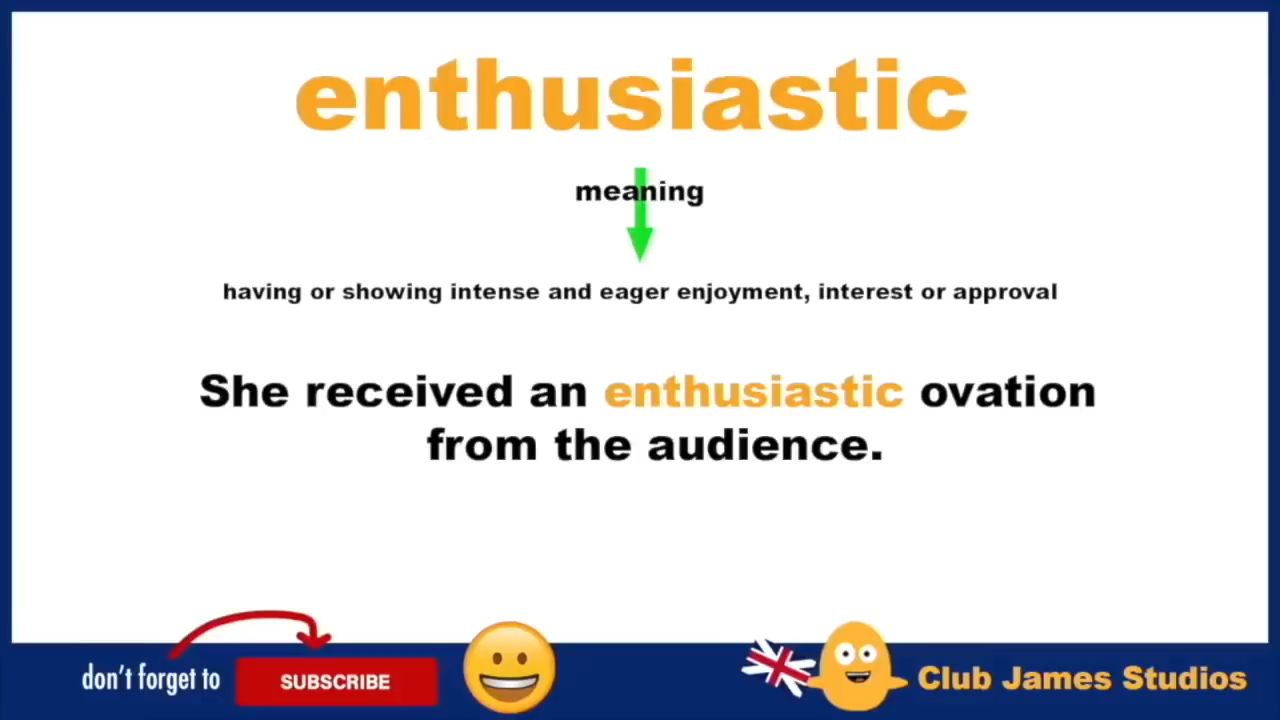 enthusiastic
meaning
having or showing intense and eager enjoyment, interest or approval
She received an enthusiastic ovation
from the audience.
don't forget to
SUBSCRIBE
Club James Studios